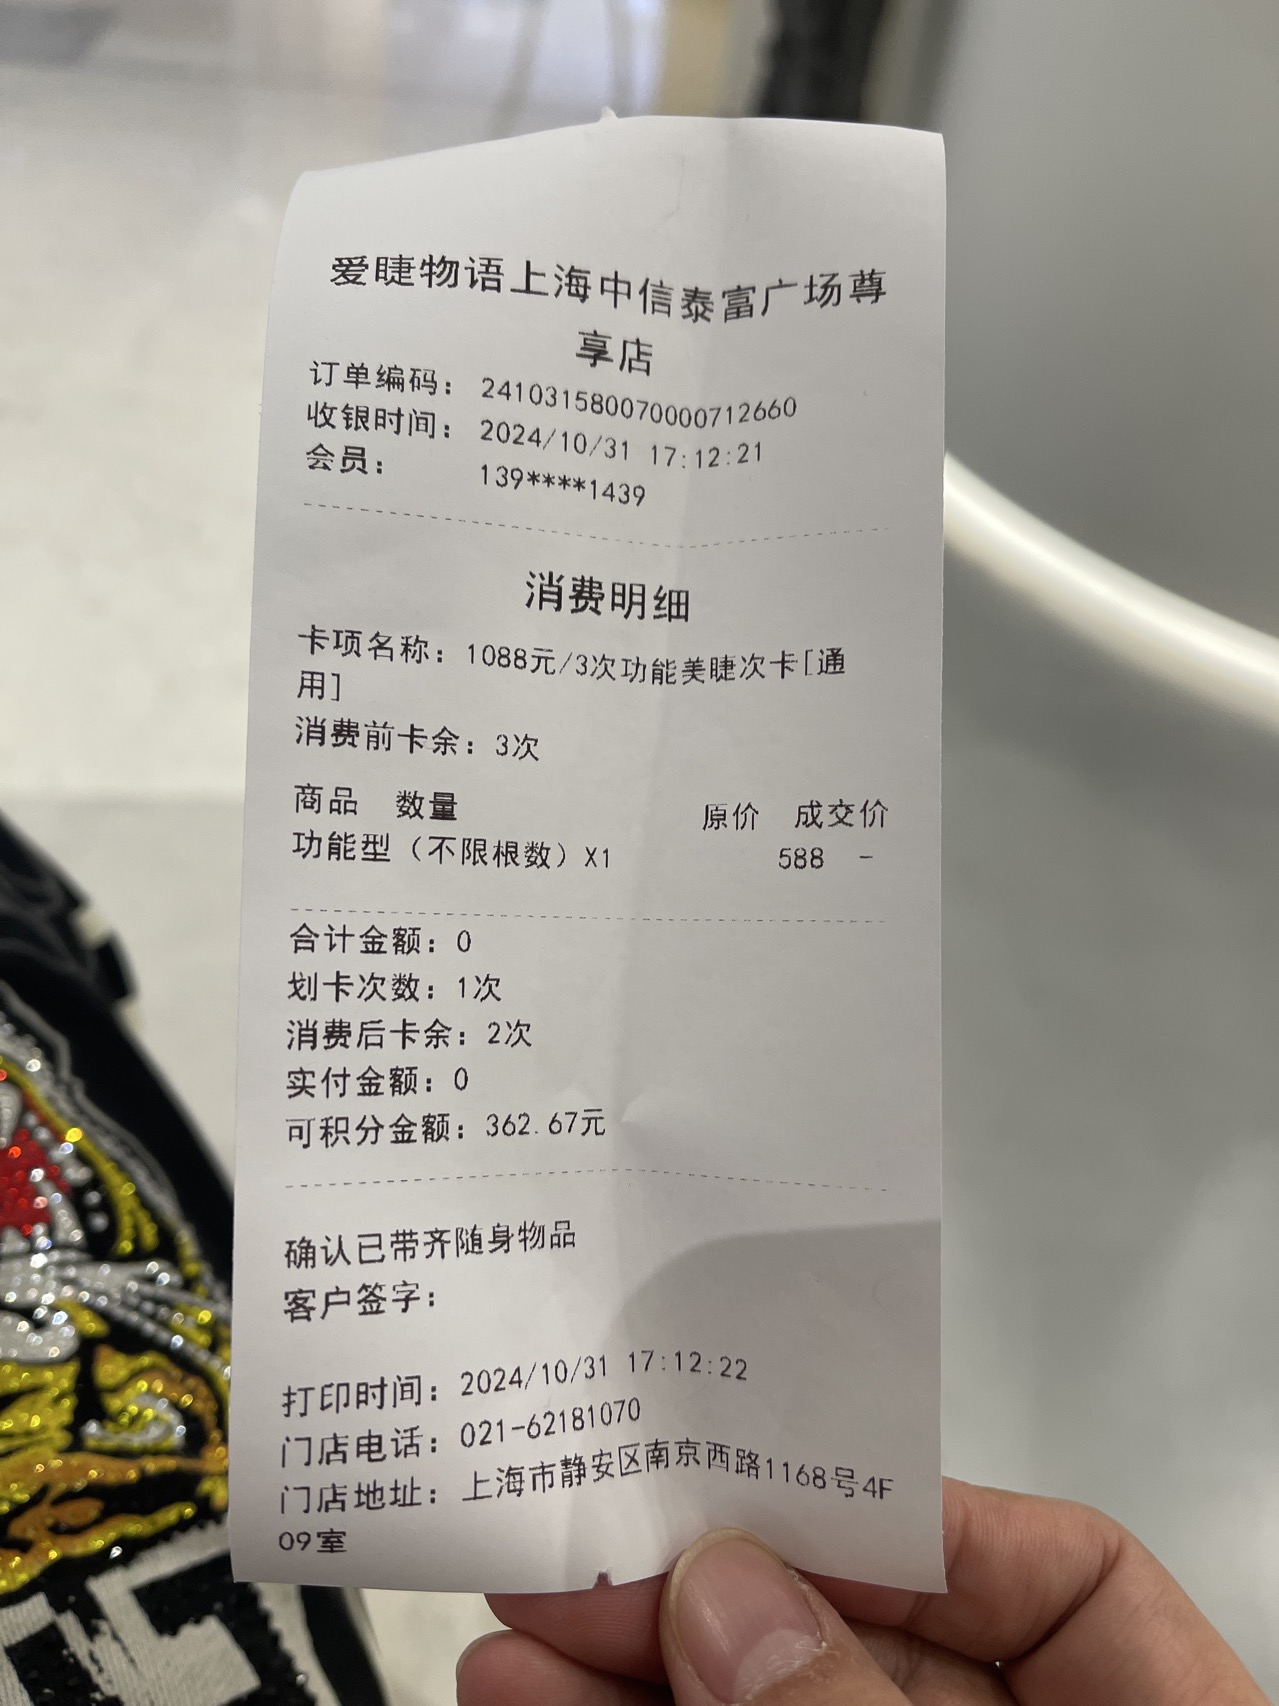 爱睫物语上海中信泰富广场尊
享店
订单编码：241031580070000712660
收银时间：2024/10/31 17:12:21
会员：139****1439
消费明细
卡项名称：1088元/3次功能美睫次卡[通
用]
消费前卡余：3次
商品 数量 原价 成交价
功能型（不限根数）X1 588 -
合计金额：0
划卡次数：1次
消费后卡余：2次
实付金额：0
可积分金额：362.67元
确认已带齐随身物品
客户签字：
打印时间：2024/10/31 17:12:22
门店电话：021-62181070
门店地址：上海市静安区南京西路1168号4F
09室